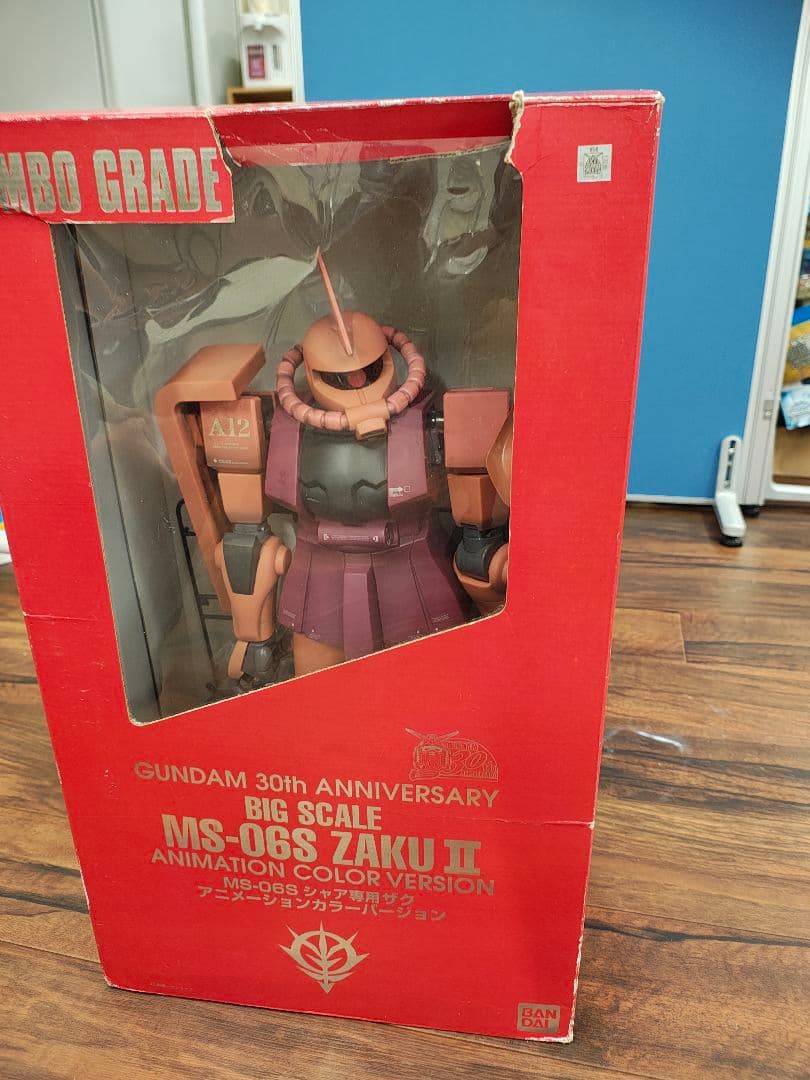 MBO GRADE
A12
GUNDAM 30th ANNIVERSARY
BIG SCALE
MS-06S ZAKU II
ANIMATION COLOR VERSION
MS-06S シャア専用ザク
アニメーションカラーバージョン
BAN
DAI